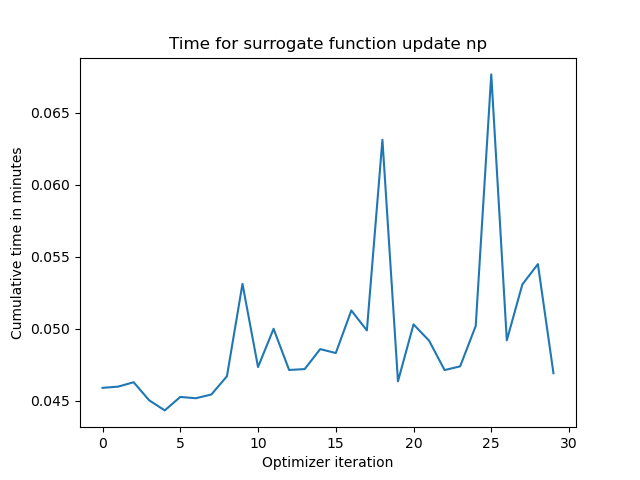 Time for surrogate function update np
Cumulative time in minutes
0.065
0.060
0.055
0.050
0.045
0 5 10 15 20 25 30
Optimizer iteration